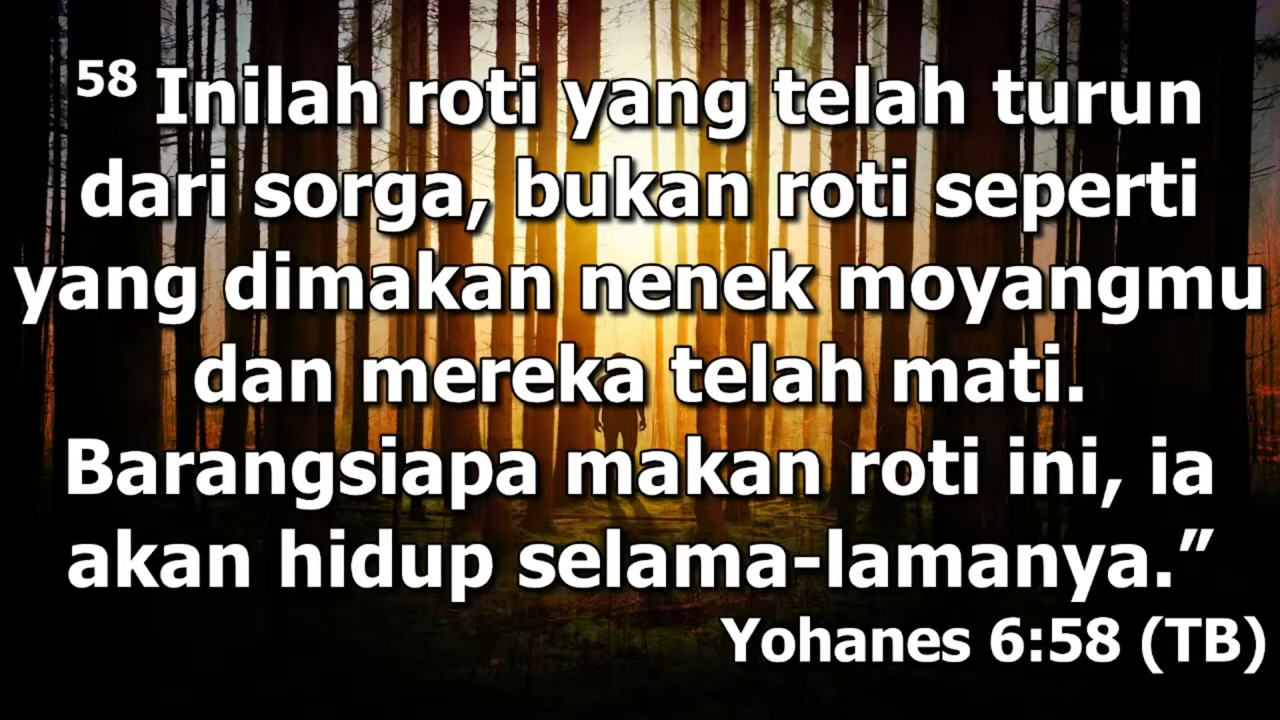 58 Inilah roti yang telah turun
dari sorga, bukan roti seperti
yang dimakan nenek moyangmu
dan mereka telah mati.
Barangsiapa makan roti ini, ia
akan hidup selama-lamanya.”
Yohanes 6:58 (TB)